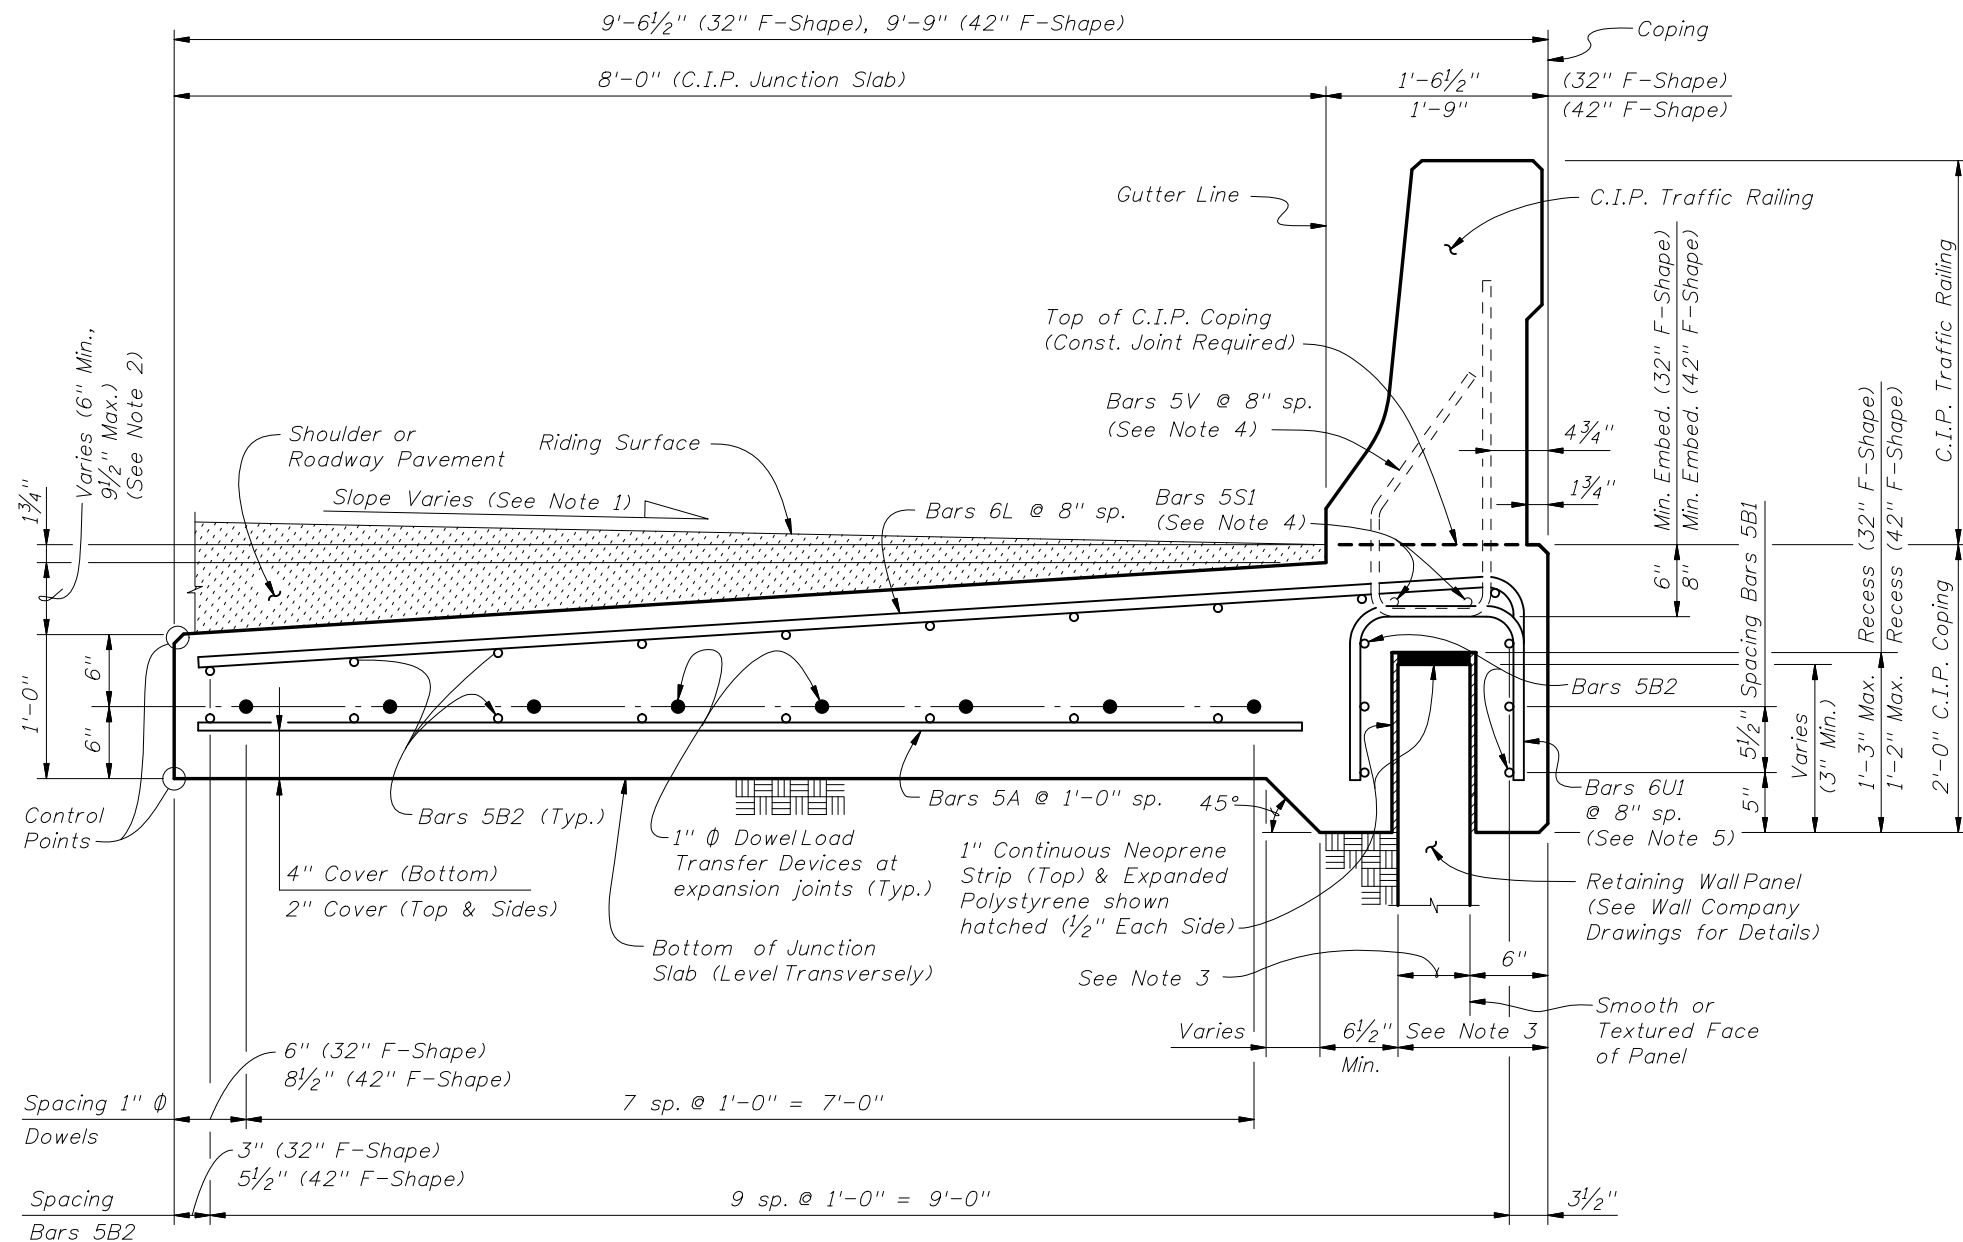 9'-6½" (32" F-Shape), 9'-9" (42" F-Shape)
Coping
8'-0" (C.I.P. Junction Slab)
1'-6½"
(32" F-Shape)
1'-9"
(42" F-Shape)
Gutter Line
C.I.P. Traffic Railing
Top of C.I.P. Coping
(Const. Joint Required)
Bars 5V @ 8" sp.
(See Note 4)
Bars 5S1
(See Note 4)
4¾"
1¾"
Min. Embed. (32" F-Shape)
Min. Embed. (42" F-Shape)
6"
8"
C.I.P. Traffic Railing
2'-0" C.I.P. Coping
1'-3" Max. Recess (32" F-Shape)
1'-2" Max. Recess (42" F-Shape)
Spacing Bars 5B1
5½"
5"
Varies
(3" Min.)
Varies (6" Min.,
9½" Max.)
(See Note 2)
1¾"
Shoulder or
Roadway Pavement
Riding Surface
Slope Varies (See Note 1)
Bars 6L @ 8" sp.
1'-0"
6"
6"
Control
Points
Bars 5B2
Bars 5B2 (Typ.)
Bars 5A @ 1'-0" sp.
45°
Bars 6U1
@ 8" sp.
(See Note 5)
1" ϕ Dowel Load
Transfer Devices at
expansion joints (Typ.)
1" Continuous Neoprene
Strip (Top) & Expanded
Polystyrene shown
hatched (½" Each Side)
4" Cover (Bottom)
2" Cover (Top & Sides)
Retaining Wall Panel
(See Wall Company
Drawings for Details)
Bottom of Junction
Slab (Level Transversely)
See Note 3
6"
Smooth or
Textured Face
of Panel
Varies
6½"
Min.
See Note 3
6" (32" F-Shape)
8½" (42" F-Shape)
Spacing 1" ϕ
Dowels
7 sp. @ 1'-0" = 7'-0"
3" (32" F-Shape)
5½" (42" F-Shape)
Spacing
Bars 5B2
9 sp. @ 1'-0" = 9'-0"
3½"